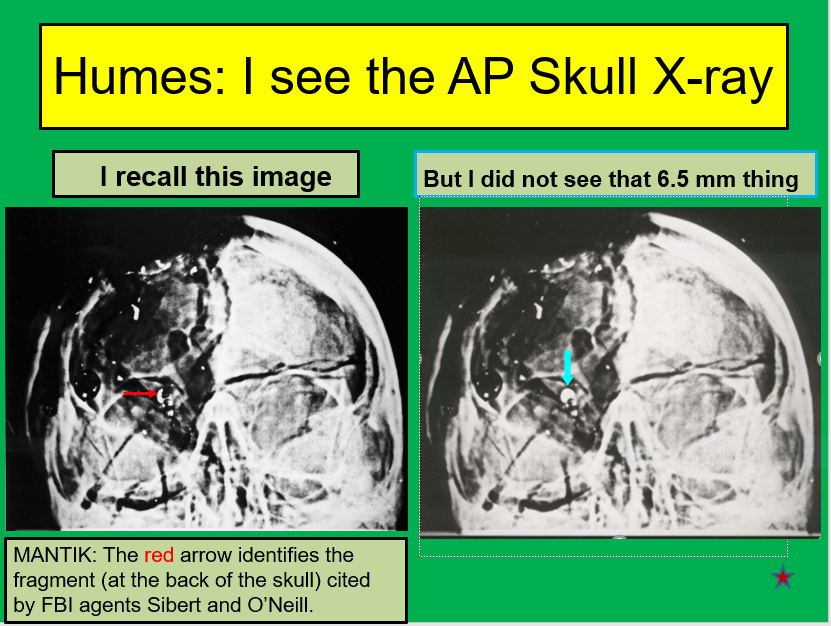 Humes: I see the AP Skull X-ray
I recall this image
But I did not see that 6.5 mm thing
MANTIK: The red arrow identifies the
fragment (at the back of the skull) cited
by FBI agents Sibert and O’Neill.